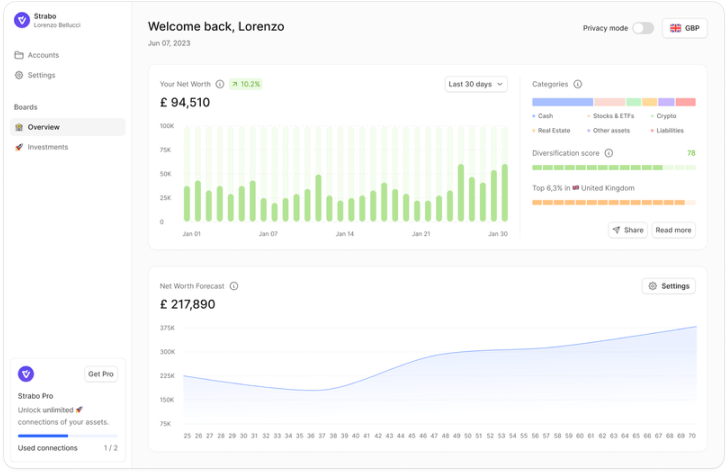 Strabo
Lorenzo Bellucci
Accounts
Settings
Boards
Overview
Investments
Get Pro
Strabo Pro
Unlock unlimited 🚀
connections of your assets.
Used connections 1 / 2
Welcome back, Lorenzo
Jun 07, 2023
Privacy mode
GBP
Your Net Worth
10.2%
Last 30 days
£ 94,510
100K
75K
50K
25K
0
Jan 01 Jan 07 Jan 14 Jan 21 Jan 30
Categories
Cash Stocks & ETFs Crypto
Real Estate Other assets Liabilities
Diversification score 78
Top 6,3% in 🇬🇧 United Kingdom
Share
Read more
Net Worth Forecast
Settings
£ 217,890
375K
300K
225K
150K
75K
25 26 27 28 29 30 31 32 33 34 35 36 37 38 39 40 41 42 43 44 45 46 47 48 49 50 51 52 53 54 55 56 57 58 59 60 61 62 63 64 65 66 67 68 69 70